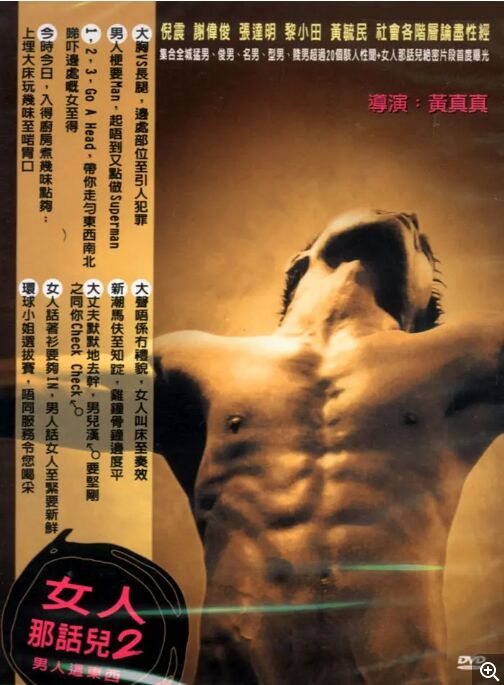 倪震 謝偉俊 張達明 黎小田 黃毓民 社會各階層論盡性經
集合全城猛男、俊男、名男、型男、賤男超過20個駭人性聞+女人那話兒絕密片段首度曝光
導演：黃真真
大胸VS長腿，邊處部位至引人犯罪
男人梗要Man，起唔到又點做Superman
1，2，3，Go A Head，帶你走勻東西南北
睇吓邊處嘅女至得
今時今日，入得廚房煮幾味點夠；
上埋大床玩幾味至啱胃口
大聲唔係冇禮貌，女人叫床至奏效
新潮馬伕至知，雞鐘骨鐘邊度平
大丈夫默默地去幹，男兒漢♂要堅剛
之同你Check Check♂
女人話著衫要夠IN，男人話女人至緊要新鮮
環球小姐選拔賽，唔同服務令您喝采
女人
那話兒2
男人這東西
DVD